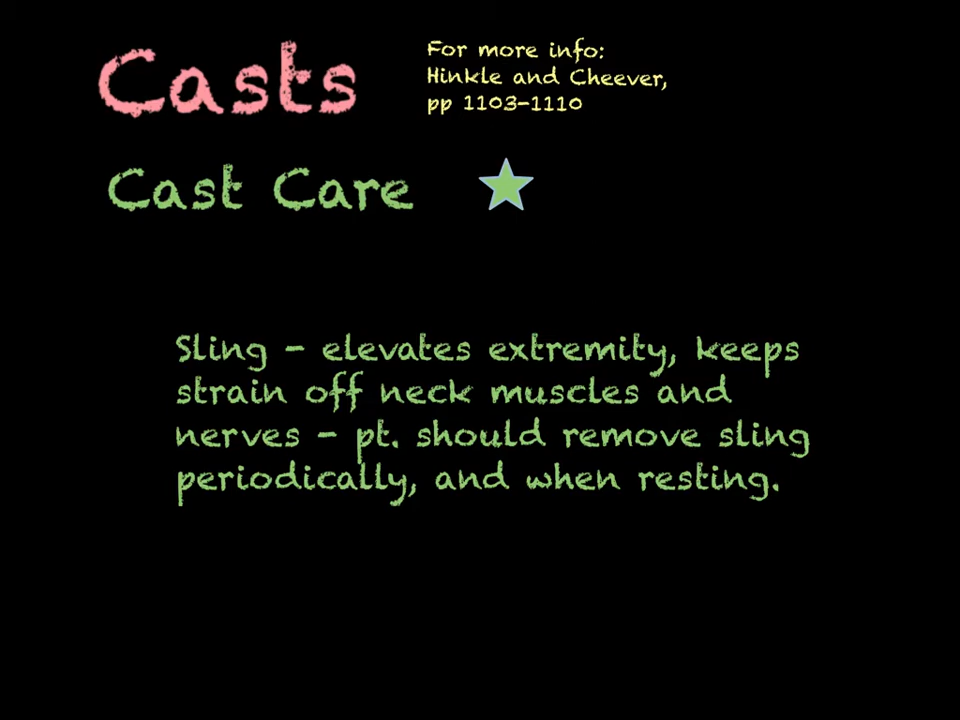 Casts
For more info:
Hinkle and Cheever,
pp 1103-1110
Cast Care
Sling - elevates extremity, keeps
strain off neck muscles and
nerves - pt. should remove sling
periodically, and when resting.